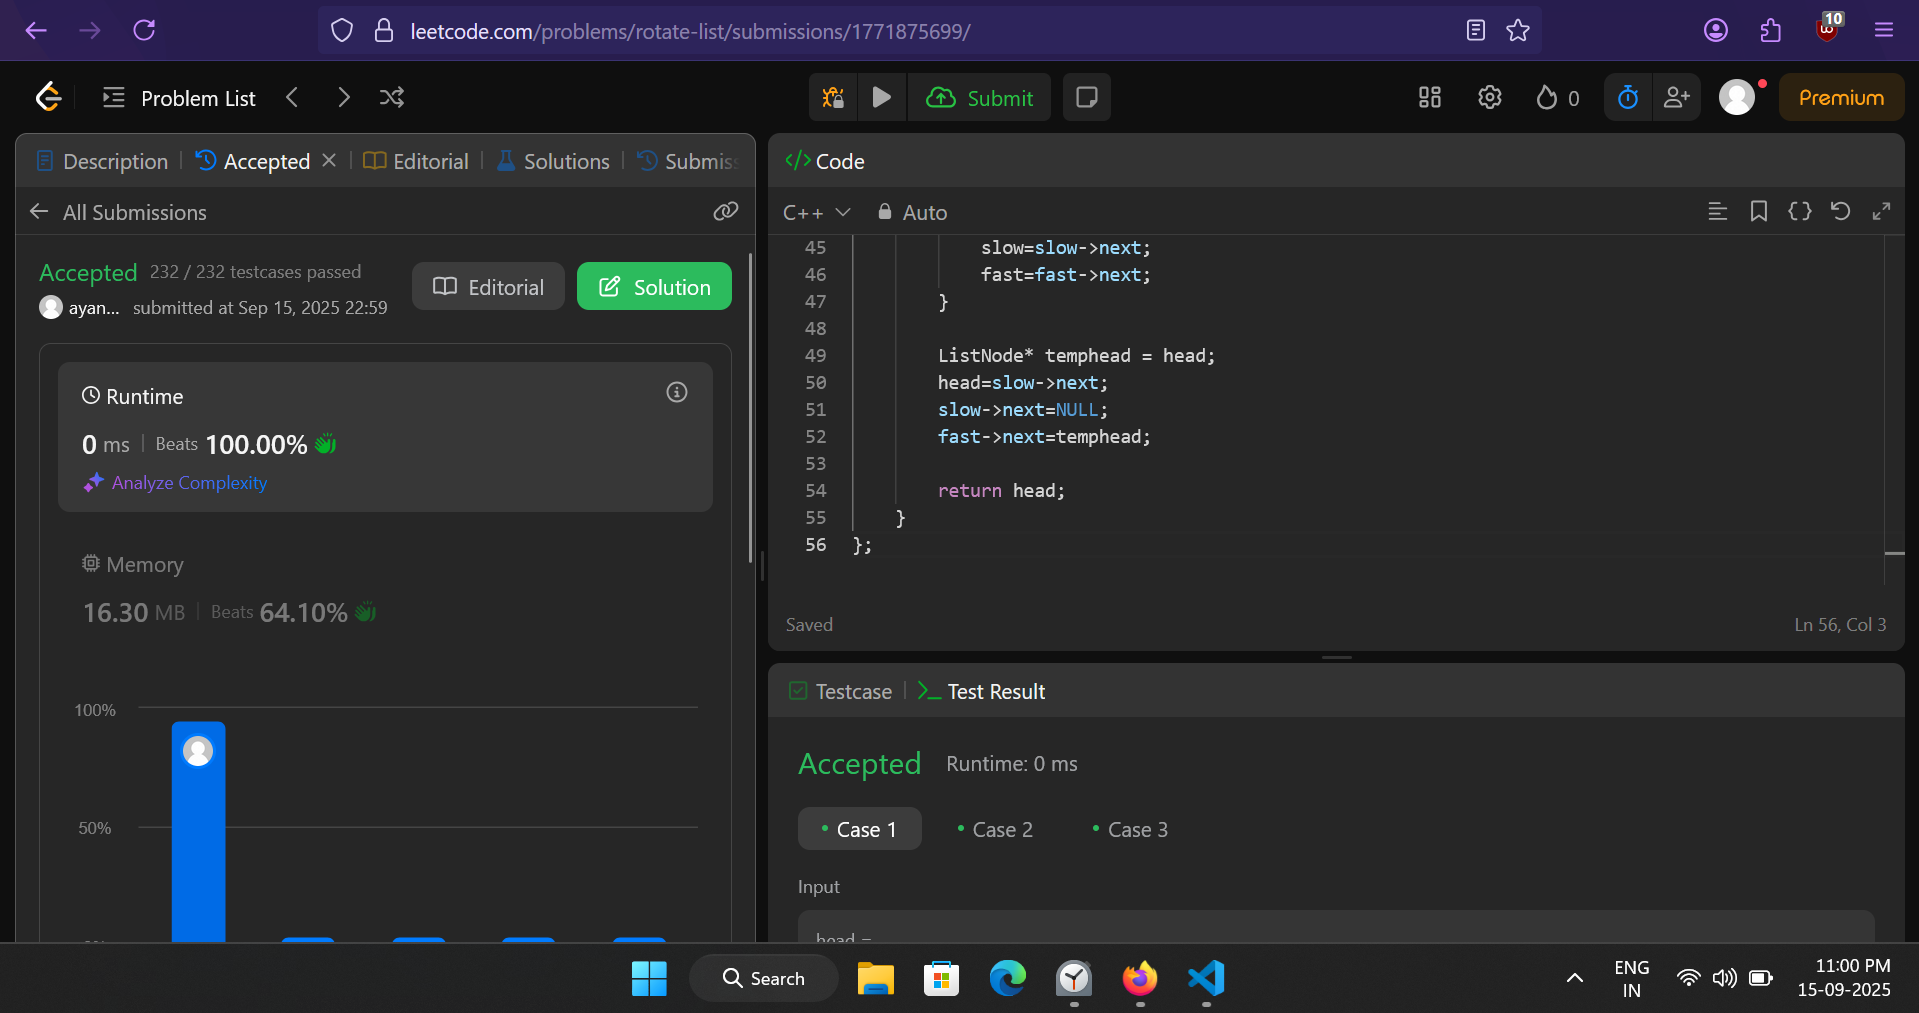 leetcode.com/problems/rotate-list/submissions/1771875699/
10
Problem List
Submit
0
Premium
Description
Accepted
Editorial
Solutions
Submis
All Submissions
Accepted 232 / 232 testcases passed
ayan... submitted at Sep 15, 2025 22:59
Editorial
Solution
Runtime
0 ms Beats 100.00%
Analyze Complexity
Memory
16.30 MB Beats 64.10%
100%
50%
</> Code
C++ Auto
45 slow=slow->next;
46 fast=fast->next;
47 }
48
49 ListNode* temphead = head;
50 head=slow->next;
51 slow->next=NULL;
52 fast->next=temphead;
53
54 return head;
55 }
56 };
Saved
Ln 56, Col 3
Testcase
Test Result
Accepted Runtime: 0 ms
Case 1
Case 2
Case 3
Input
head =
Search
ENG
IN
11:00 PM
15-09-2025